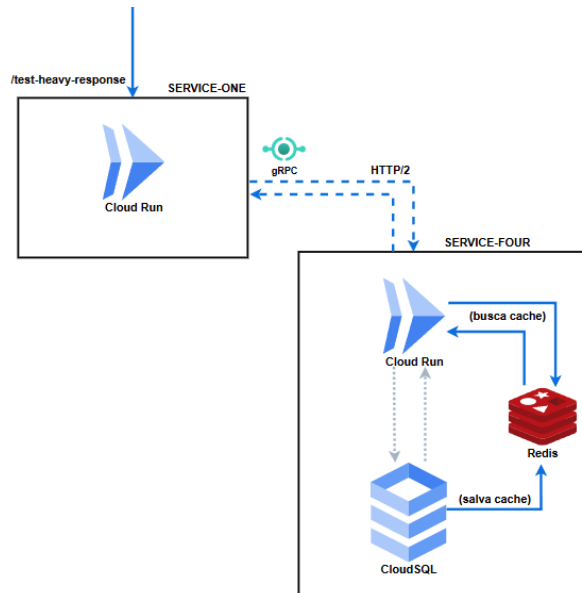 /test-heavy-response
SERVICE-ONE
Cloud Run
gRPC
HTTP/2
SERVICE-FOUR
Cloud Run
(busca cache)
Redis
(salva cache)
CloudSQL